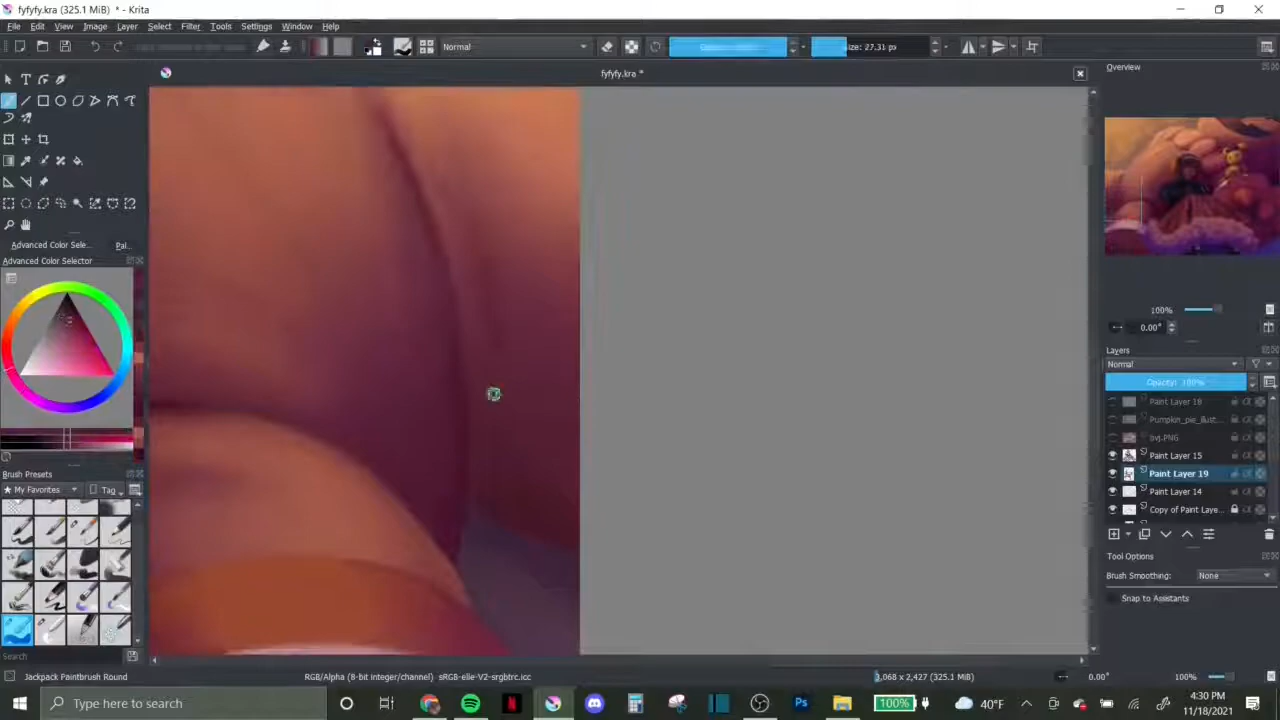 fyfyfy.kra (325.1 MiB) * - Krita
File Edit View Image Layer Select Filter Tools Settings Window Help
Normal
Size: 27.31 px
fyfyfy.kra *
Overview
Advanced Color Sele... Pal..
Advanced Color Selector
100%
0.00°
Layers
Normal
Opacity: 100%
Paint Layer 18
Pumpkin_pie_illust...
Paint Layer 15
Paint Layer 19
Paint Layer 14
Copy of Paint Laye...
Brush Presets
My Favorites Tag
Tool Options
Brush Smoothing: None
Snap to Assistants
Search
Jackpack Paintbrush Round
RGB/Alpha (8-bit integer/channel) sRGB-elle-V2-srgbtrc.icc
3,068 x 2,427 (325.1 MiB)
0.00°
100%
Type here to search
Ps
100%
40°F
4:30 PM
11/18/2021